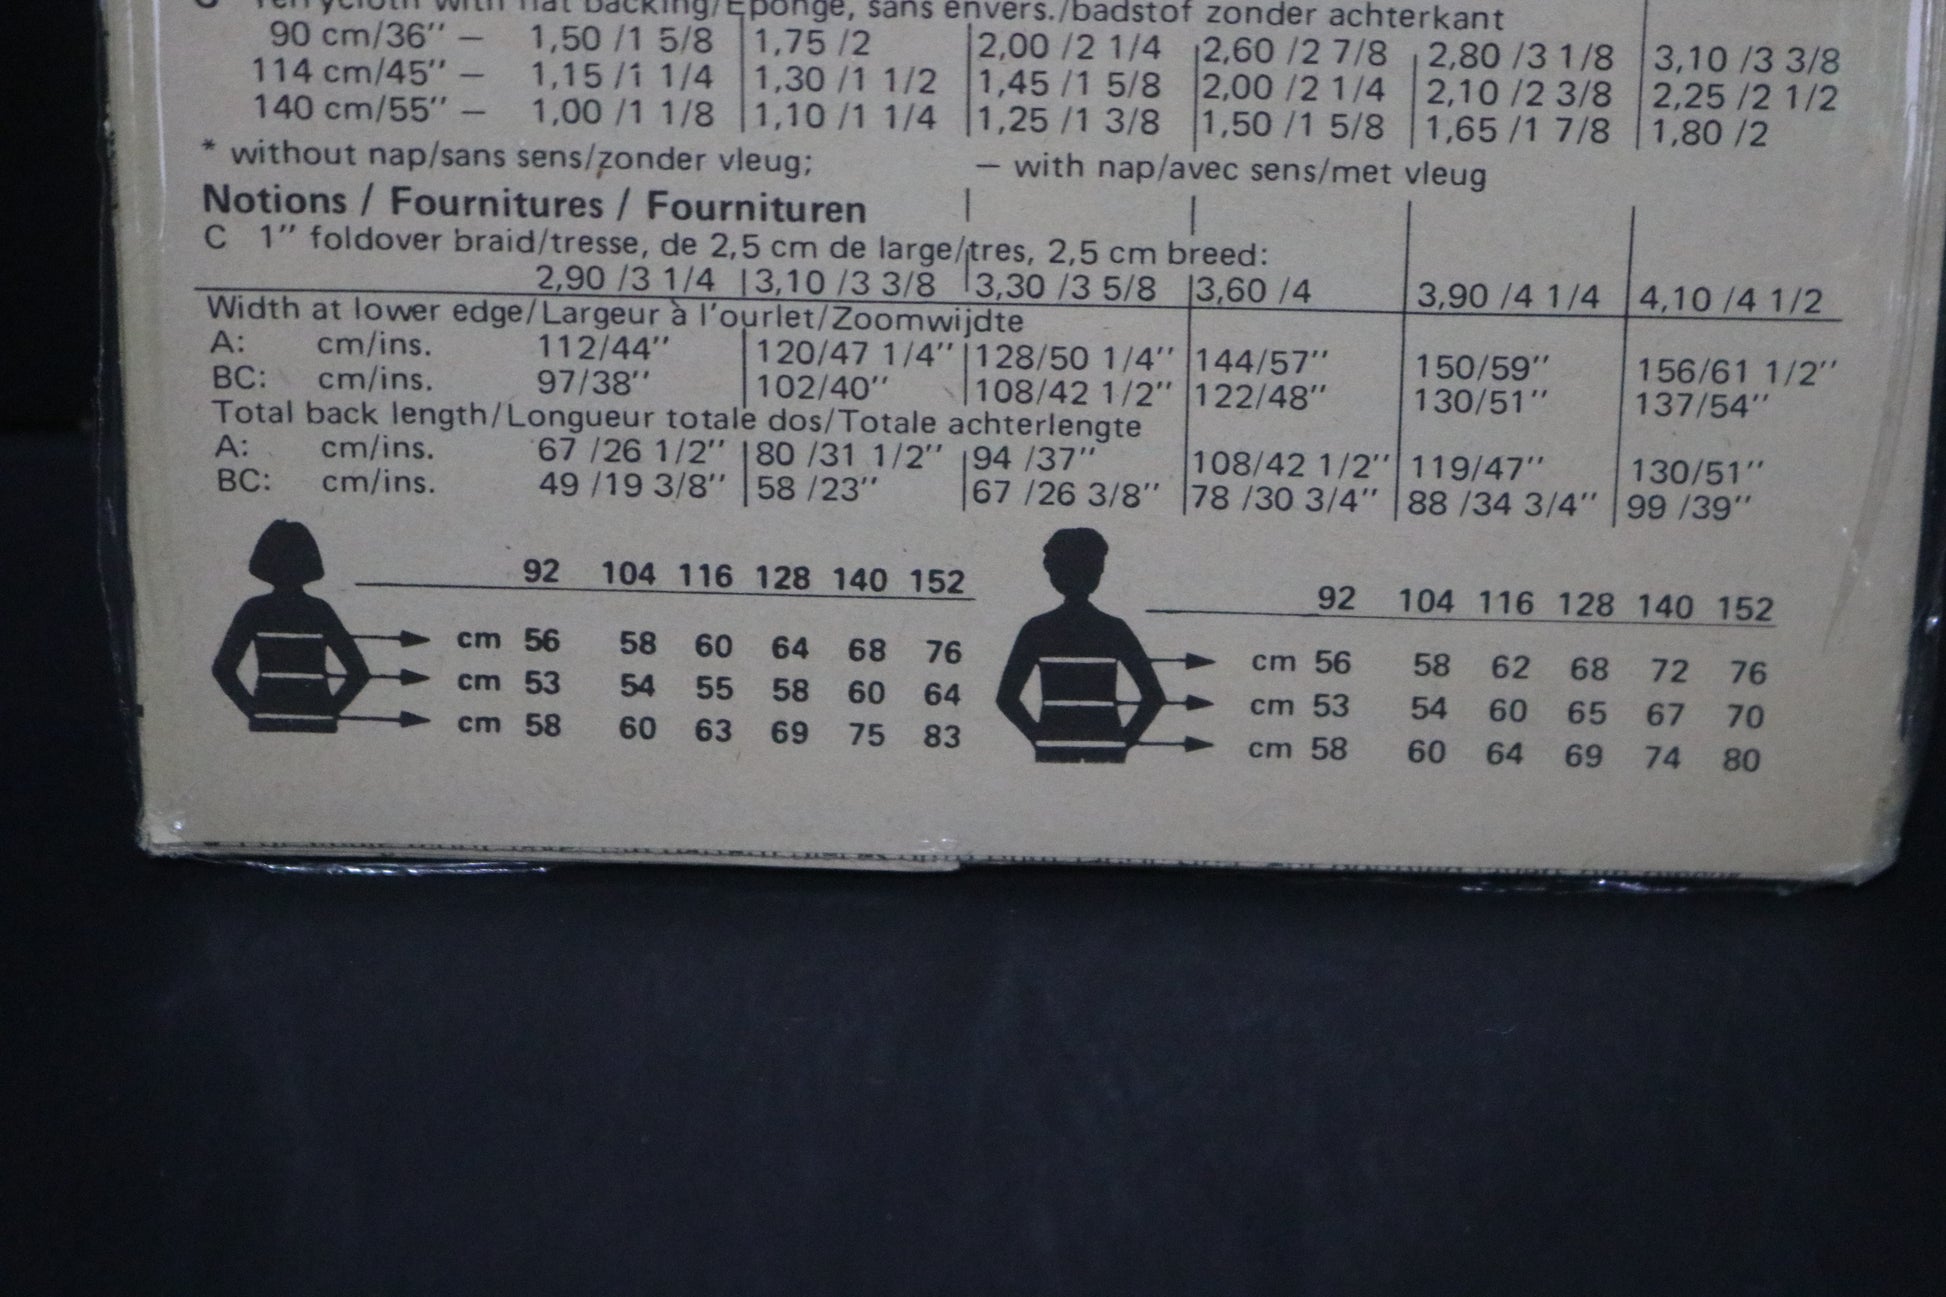 with flat backing/Éponge, sans envers./badstof zonder achterkant
90 cm/36″ — 1,50 /1 5/8 1,75 /2 2,00 /2 1/4 2,60 /2 7/8 2,80 /3 1/8 3,10 /3 3/8
114 cm/45″ — 1,15 /1 1/4 1,30 /1 1/2 1,45 /1 5/8 2,00 /2 1/4 2,10 /2 3/8 2,25 /2 1/2
140 cm/55″ — 1,00 /1 1/8 1,10 /1 1/4 1,25 /1 3/8 1,50 /1 5/8 1,65 /1 7/8 1,80 /2
* without nap/sans sens/zonder vleug; — with nap/avec sens/met vleug
Notions / Fournitures / Fournituren
C 1″ foldover braid/tresse, de 2,5 cm de large/tres, 2,5 cm breed:
2,90 /3 1/4 3,10 /3 3/8 3,30 /3 5/8 3,60 /4 3,90 /4 1/4 4,10 /4 1/2
Width at lower edge/Largeur à l'ourlet/Zoomwijdte
A: cm/ins. 112/44″ 120/47 1/4″ 128/50 1/4″ 144/57″ 150/59″ 156/61 1/2″
BC: cm/ins. 97/38″ 102/40″ 108/42 1/2″ 122/48″ 130/51″ 137/54″
Total back length/Longueur totale dos/Totale achterlengte
A: cm/ins. 67 /26 1/2″ 80 /31 1/2″ 94 /37″ 108/42 1/2″ 119/47″ 130/51″
BC: cm/ins. 49 /19 3/8″ 58 /23″ 67 /26 3/8″ 78 /30 3/4″ 88 /34 3/4″ 99 /39″
92 104 116 128 140 152
cm 56 58 60 64 68 76
cm 53 54 55 58 60 64
cm 58 60 63 69 75 83
92 104 116 128 140 152
cm 56 58 62 68 72 76
cm 53 54 60 65 67 70
cm 58 60 64 69 74 80